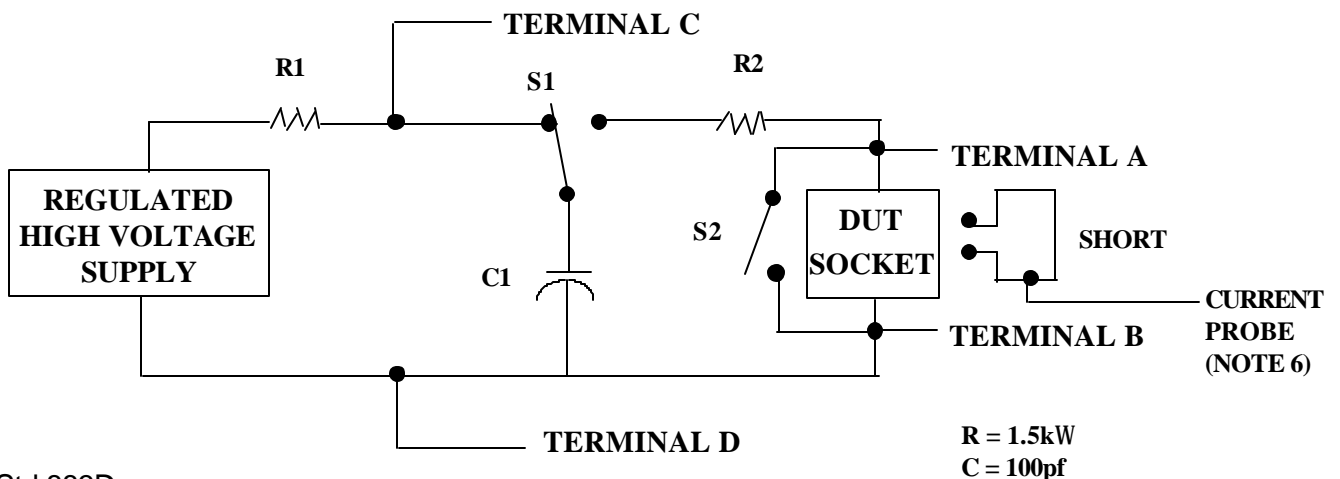 TERMINAL C
R1
S1
R2
TERMINAL A
REGULATED
HIGH VOLTAGE
SUPPLY
S2
DUT
SOCKET
SHORT
C1
CURRENT
PROBE
(NOTE 6)
TERMINAL B
TERMINAL D
R = 1.5kW
C = 100pf